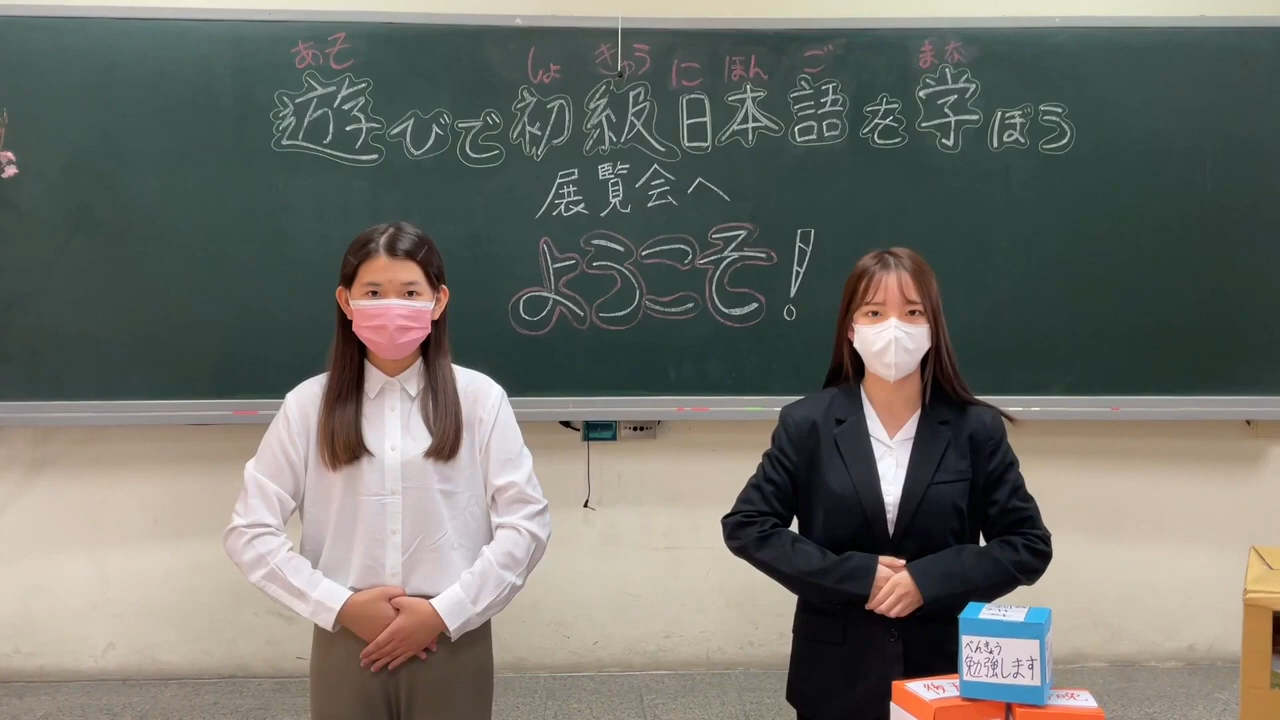 あそ しょ きゅう に ほん ご まな
遊びで初級日本語を学ぼう
展覧会へ
ようこそ!
べんきょう
勉強します